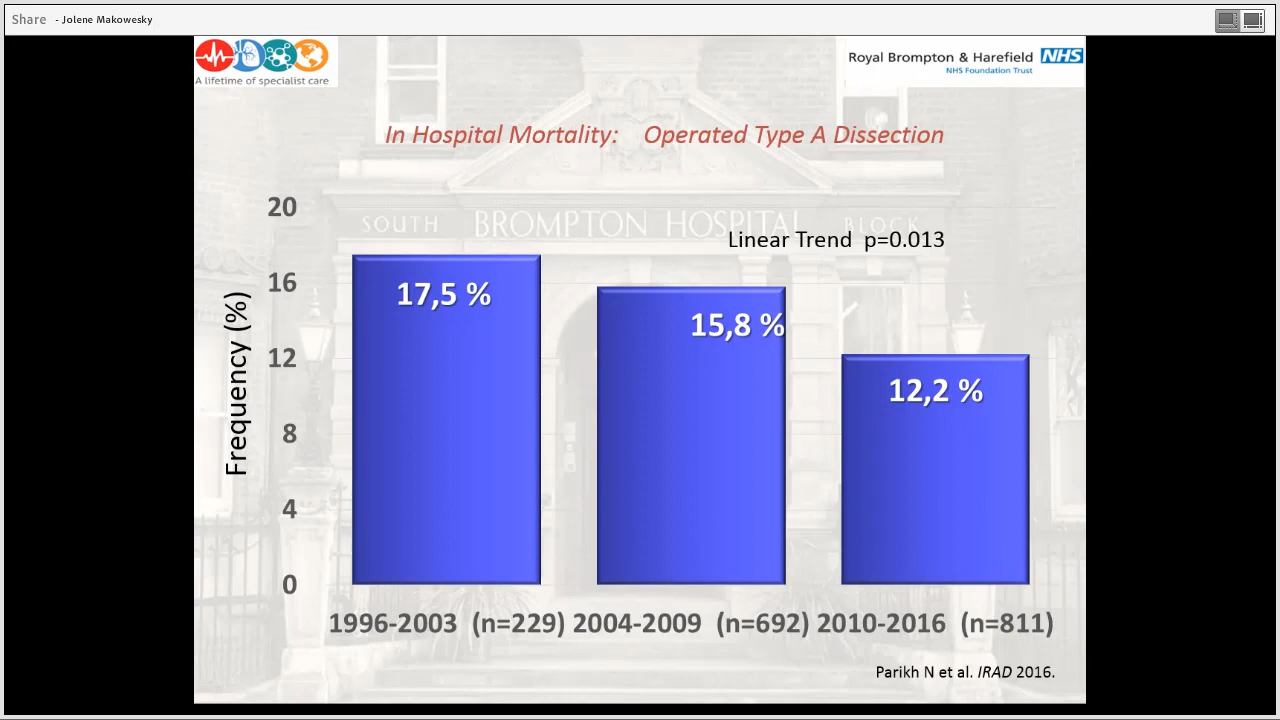 Share - Jolene Makowesky
A lifetime of specialist care
Royal Brompton & Harefield NHS
NHS Foundation Trust
In Hospital Mortality: Operated Type A Dissection
SOUTH BROMPTON HOSPITAL BLOCK
Linear Trend p=0.013
Frequency (%)
20
16
12
8
4
0
17,5 %
15,8 %
12,2 %
1996-2003 (n=229) 2004-2009 (n=692) 2010-2016 (n=811)
Parikh N et al. IRAD 2016.